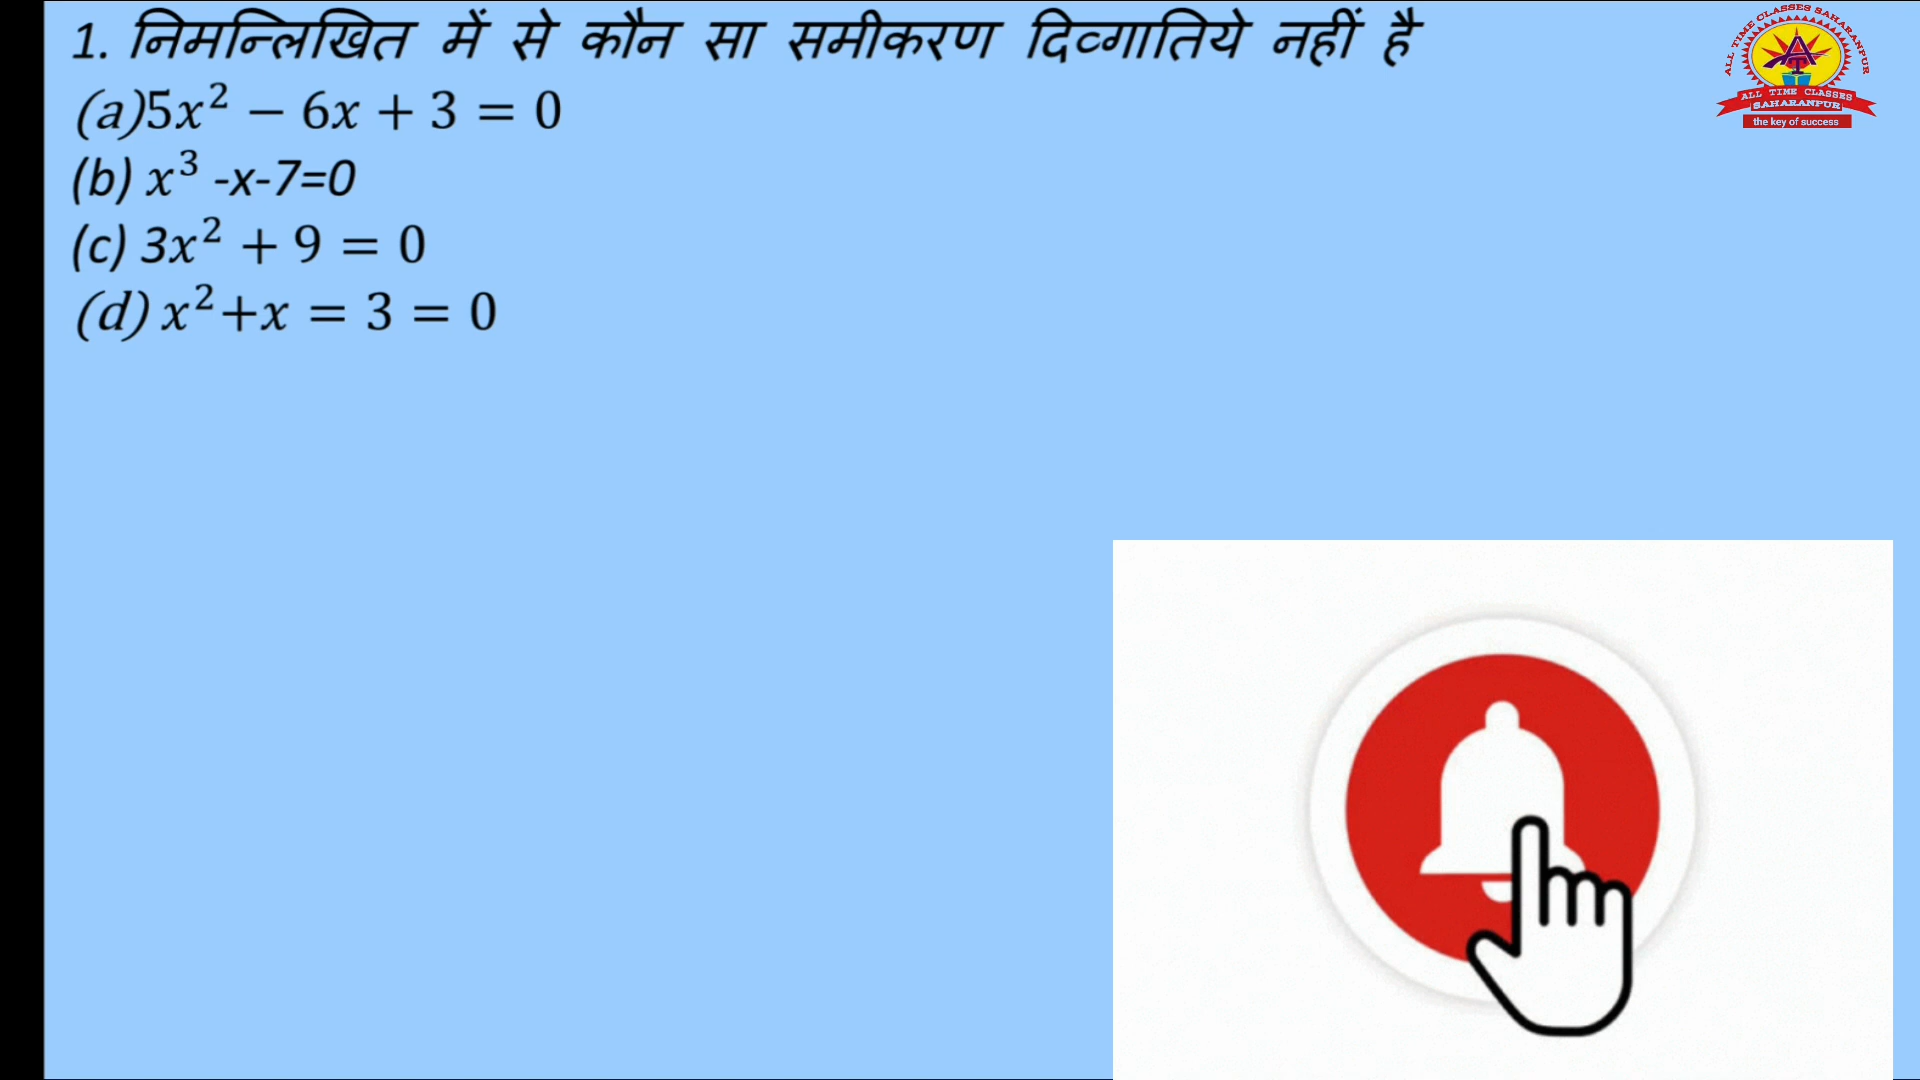 1. निमन्लिखित में से कौन सा समीकरण दिव्गातिये नहीं है
(a)5x² − 6x + 3 = 0
(b) x³ -x-7=0
(c) 3x² + 9 = 0
(d) x²+x = 3 = 0
ALL TIME CLASSES SAHARANPUR
AT
ALL TIME CLASSES
SAHARANPUR
the key of success